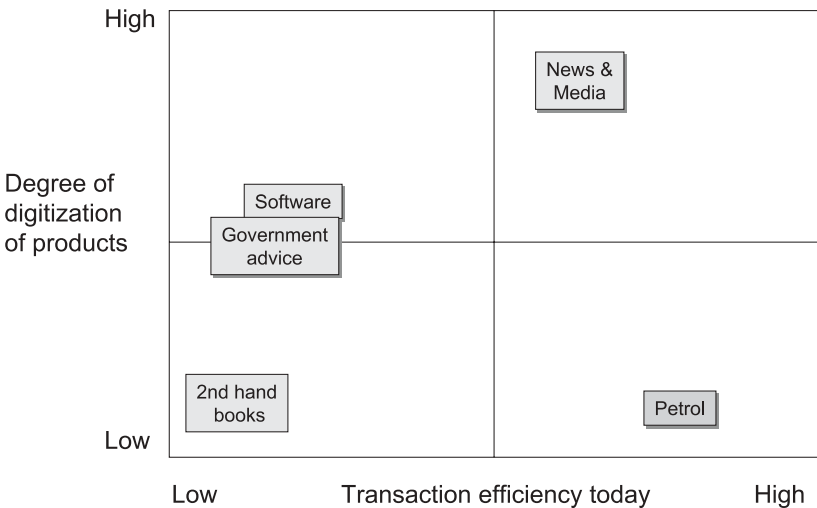 High
News &
Media
Degree of
digitization
of products
Software
Government
advice
2nd hand
books
Petrol
Low
Low
Transaction efficiency today
High